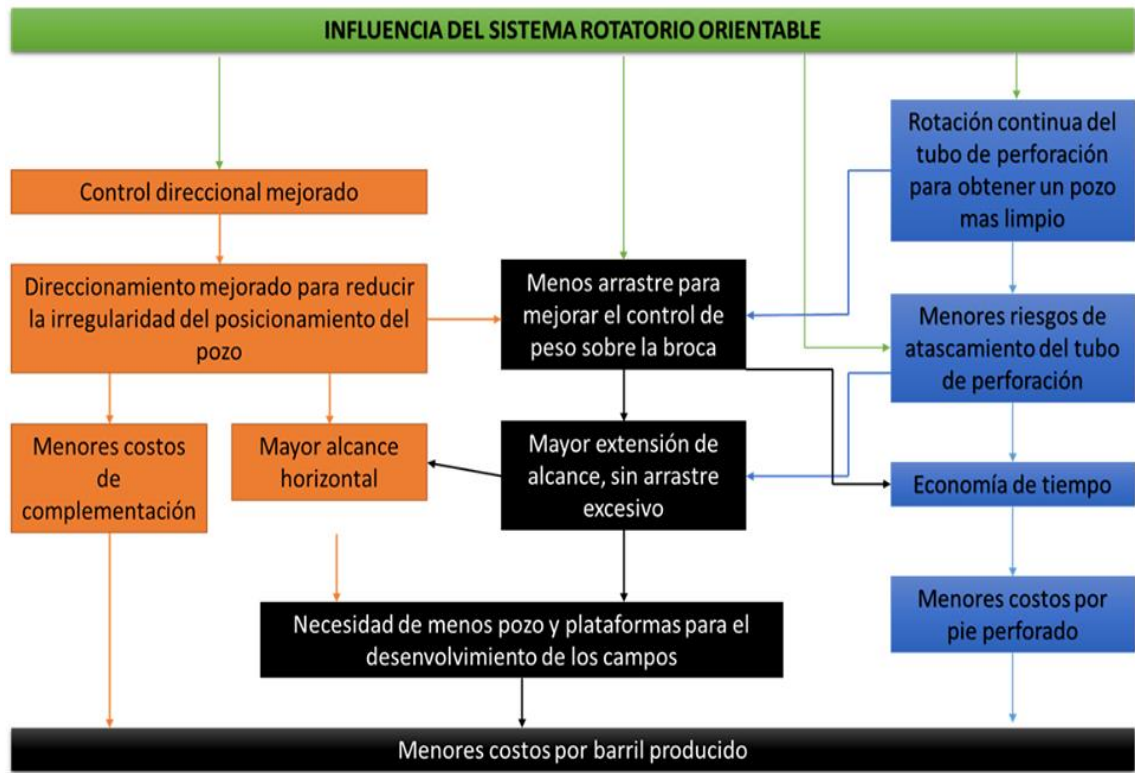 INFLUENCIA DEL SISTEMA ROTATORIO ORIENTABLE
Control direccional mejorado
Direccionamiento mejorado para reducir
la irregularidad del posicionamiento del
pozo
Menores costos
de
complementación
Mayor alcance
horizontal
Menos arrastre para
mejorar el control de
peso sobre la broca
Mayor extensión de
alcance, sin arrastre
excesivo
Necesidad de menos pozo y plataformas para el
desenvolvimiento de los campos
Rotación continua del
tubo de perforación
para obtener un pozo
mas limpio
Menores riesgos de
atascamiento del tubo
de perforación
Economía de tiempo
Menores costos por
pie perforado
Menores costos por barril producido